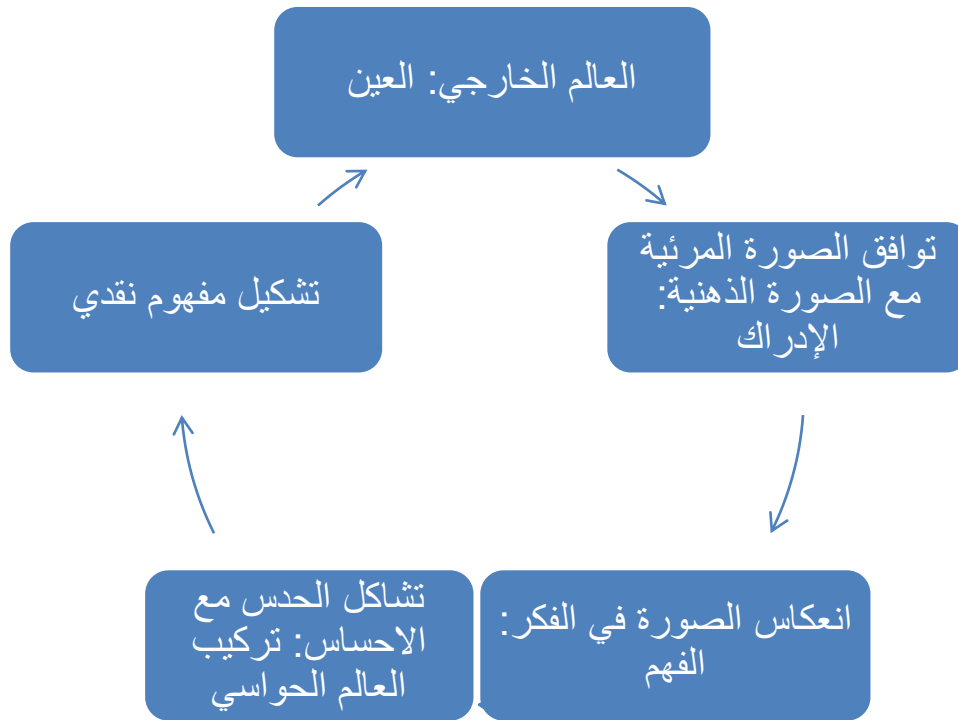 العالم الخارجي: العين
توافق الصورة المرئية
مع الصورة الذهنية:
الإدراك
انعكاس الصورة في الفكر:
الفهم
تشاكل الحدس مع
الاحساس: تركيب
العالم الحواسي
تشكيل مفهوم نقدي